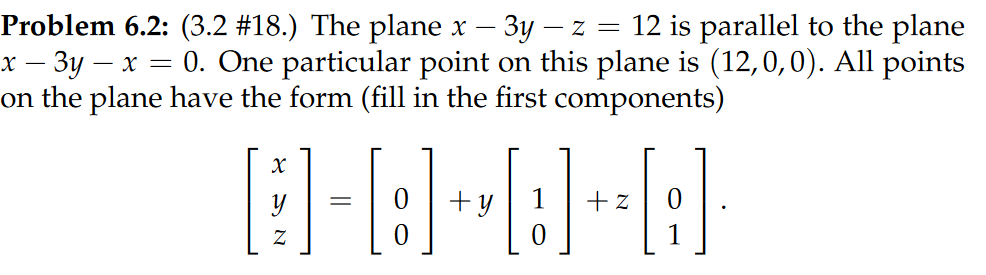 Problem 6.2: (3.2 #18.) The plane x − 3y − z = 12 is parallel to the plane
x − 3y − x = 0. One particular point on this plane is (12, 0, 0). All points
on the plane have the form (fill in the first components)
[ x y z ] = [ 0 0 ] + y [ 1 0 ] + z [ 0 1 ] .